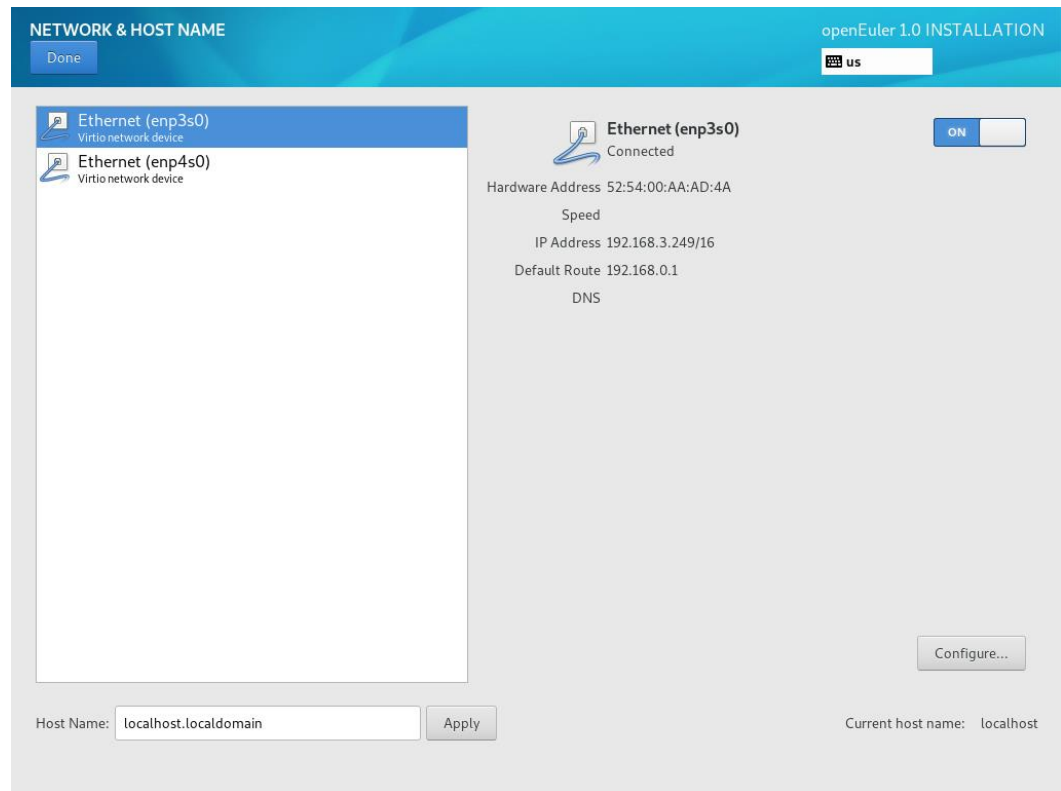 NETWORK & HOST NAME
openEuler 1.0 INSTALLATION
Done
us
Ethernet (enp3s0)
Virtio network device
Ethernet (enp4s0)
Virtio network device
Ethernet (enp3s0)
Connected
ON
Hardware Address 52:54:00:AA:AD:4A
Speed
IP Address 192.168.3.249/16
Default Route 192.168.0.1
DNS
Configure...
Host Name: localhost.localdomain Apply
Current host name: localhost